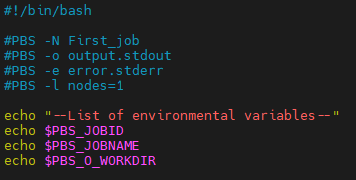 #!/bin/bash
#PBS -N First_job
#PBS -o output.stdout
#PBS -e error.stderr
#PBS -l nodes=1
echo "--List of environmental variables--"
echo $PBS_JOBID
echo $PBS_JOBNAME
echo $PBS_O_WORKDIR